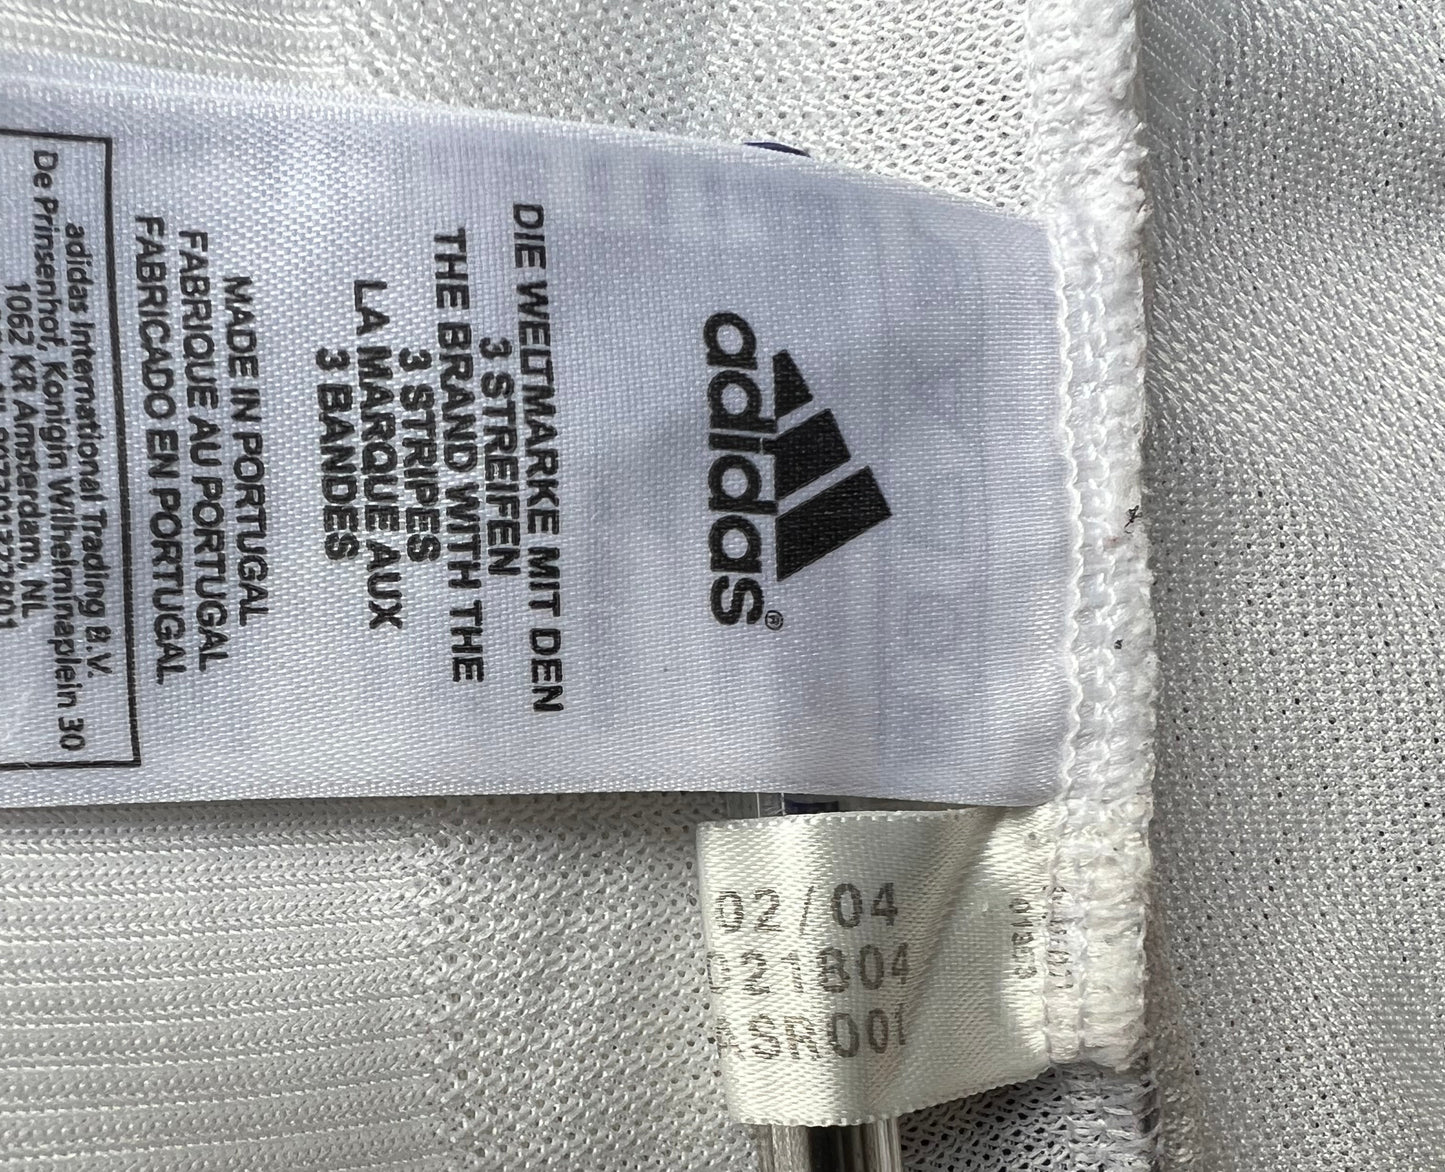 adidas®
DIE WELTMARKE MIT DEN
3 STREIFEN
THE BRAND WITH THE
3 STRIPES
LA MARQUE AUX
3 BANDES
MADE IN PORTUGAL
FABRIQUE AU PORTUGAL
FABRICADO EN PORTUGAL
adidas International Trading B.V.
De Prinsenhof, Konigin Wilhelminaplein 30
1062 KR Amsterdam, NL
02/04
21B04
SR001